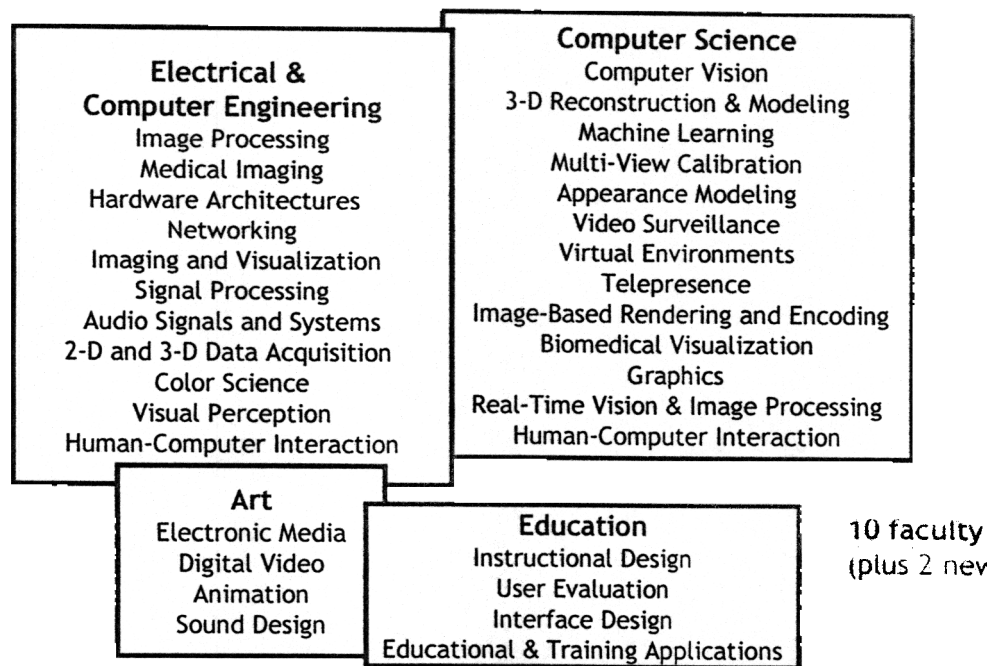 Electrical &
Computer Engineering
Image Processing
Medical Imaging
Hardware Architectures
Networking
Imaging and Visualization
Signal Processing
Audio Signals and Systems
2-D and 3-D Data Acquisition
Color Science
Visual Perception
Human-Computer Interaction
Computer Science
Computer Vision
3-D Reconstruction & Modeling
Machine Learning
Multi-View Calibration
Appearance Modeling
Video Surveillance
Virtual Environments
Telepresence
Image-Based Rendering and Encoding
Biomedical Visualization
Graphics
Real-Time Vision & Image Processing
Human-Computer Interaction
Art
Electronic Media
Digital Video
Animation
Sound Design
Education
Instructional Design
User Evaluation
Interface Design
Educational & Training Applications
10 faculty
(plus 2 new